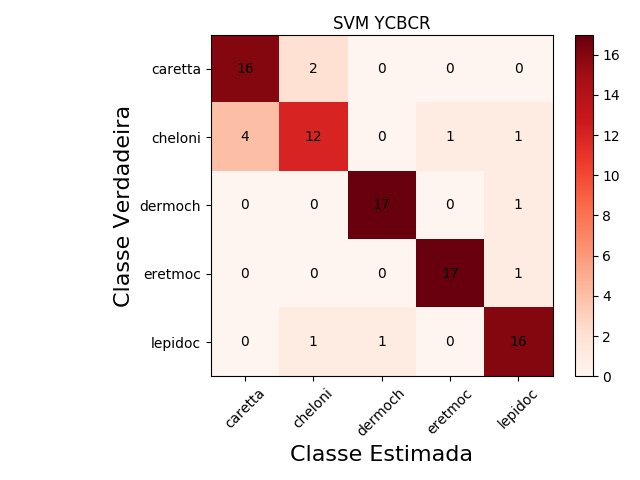 SVM YCBCR
Classe Verdadeira
caretta 16 2 0 0 0
cheloni 4 12 0 1 1
dermoch 0 0 17 0 1
eretmoc 0 0 0 17 1
lepidoc 0 1 1 0 16
caretta cheloni dermoch eretmoc lepidoc
Classe Estimada
16
14
12
10
8
6
4
2
0